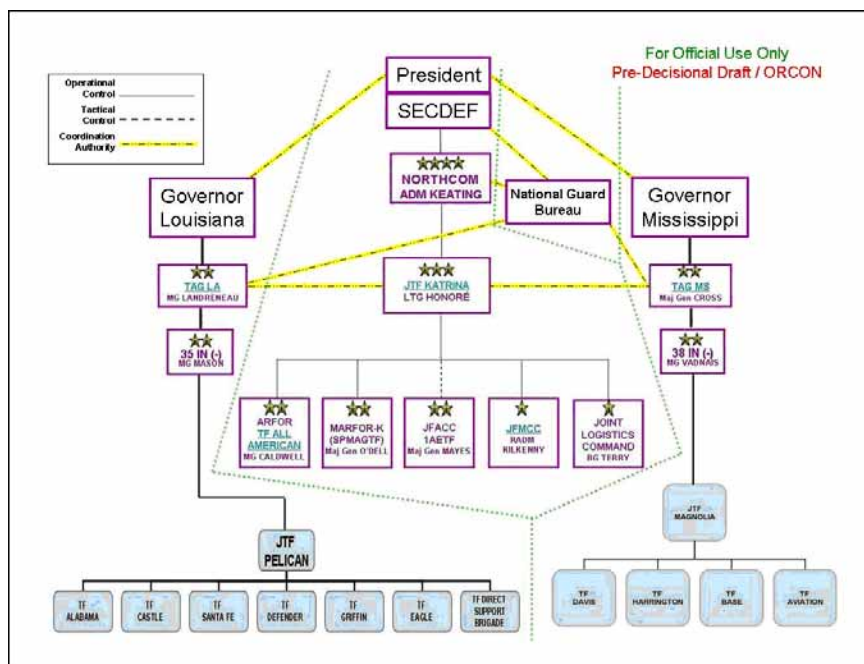 For Official Use Only
Pre-Decisional Draft / ORCON
Operational
Control
Tactical
Control
Coordination
Authority
President
SECDEF
NORTHCOM
ADM KEATING
National Guard
Bureau
Governor
Louisiana
Governor
Mississippi
TAG LA
MG LANDRENEAU
JTF KATRINA
LTG HONORÉ
TAG MS
Maj Gen CROSS
35 IN (-)
MG MASON
38 IN (-)
MG VADNAIS
ARFOR
TF ALL
AMERICAN
MG CALDWELL
MARFOR-K
(SPMAGTF)
Maj Gen O'DELL
JFACC
1AETF
Maj Gen MAYES
JFMCC
RADM
KILKENNY
JOINT
LOGISTICS
COMMAND
BG TERRY
JTF
PELICAN
JTF
MAGNOLIA
TF
ALABAMA
TF
CASTLE
TF
SANTA FE
TF
DEFENDER
TF
GRIFFIN
TF
EAGLE
TF DIRECT
SUPPORT
BRIGADE
TF
DAVIE
TF
HARRINGTON
TF
BASE
TF
AVIATION